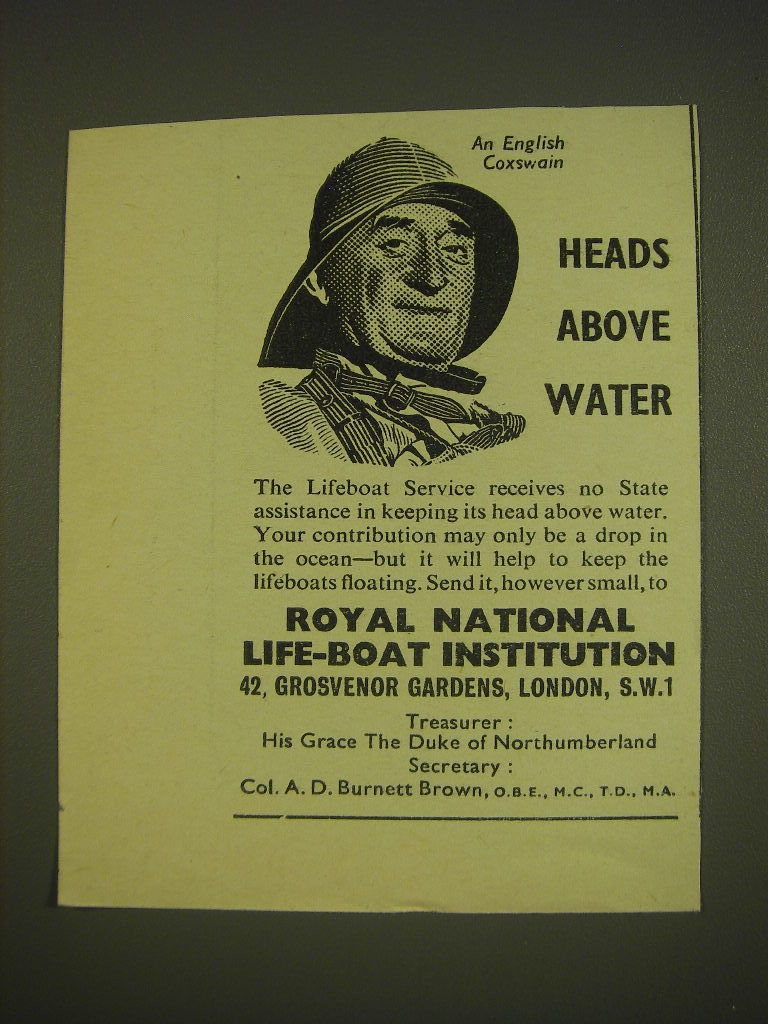 An English
Coxswain
HEADS
ABOVE
WATER
The Lifeboat Service receives no State
assistance in keeping its head above water.
Your contribution may only be a drop in
the ocean—but it will help to keep the
lifeboats floating. Send it, however small, to
ROYAL NATIONAL
LIFE-BOAT INSTITUTION
42, GROSVENOR GARDENS, LONDON, S.W.1
Treasurer :
His Grace The Duke of Northumberland
Secretary :
Col. A. D. Burnett Brown, O.B.E., M.C., T.D., M.A.